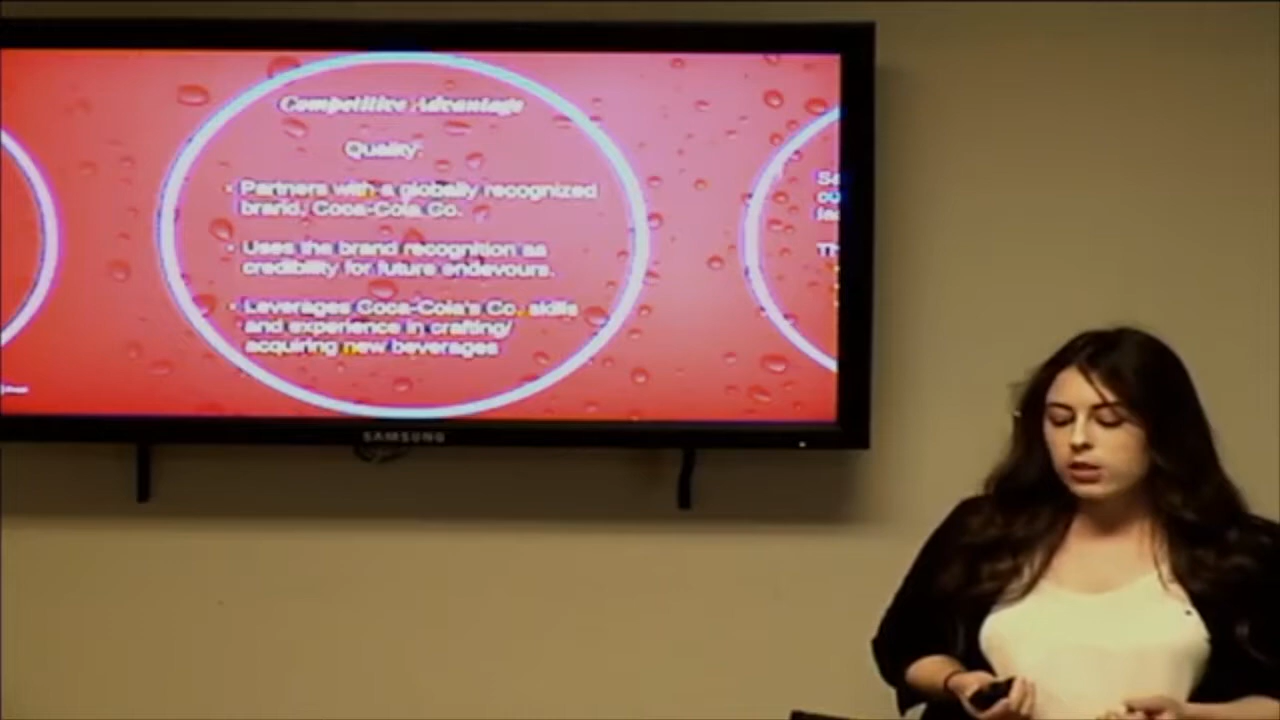 Competitive Advantage
Quality:
• Partners with a globally recognized
brand, Coca-Cola Co.
• Uses the brand recognition as
credibility for future endevours.
• Leverages Coca-Cola's Co. skills
and experience in crafting/
acquiring new beverages
SAMSUNG